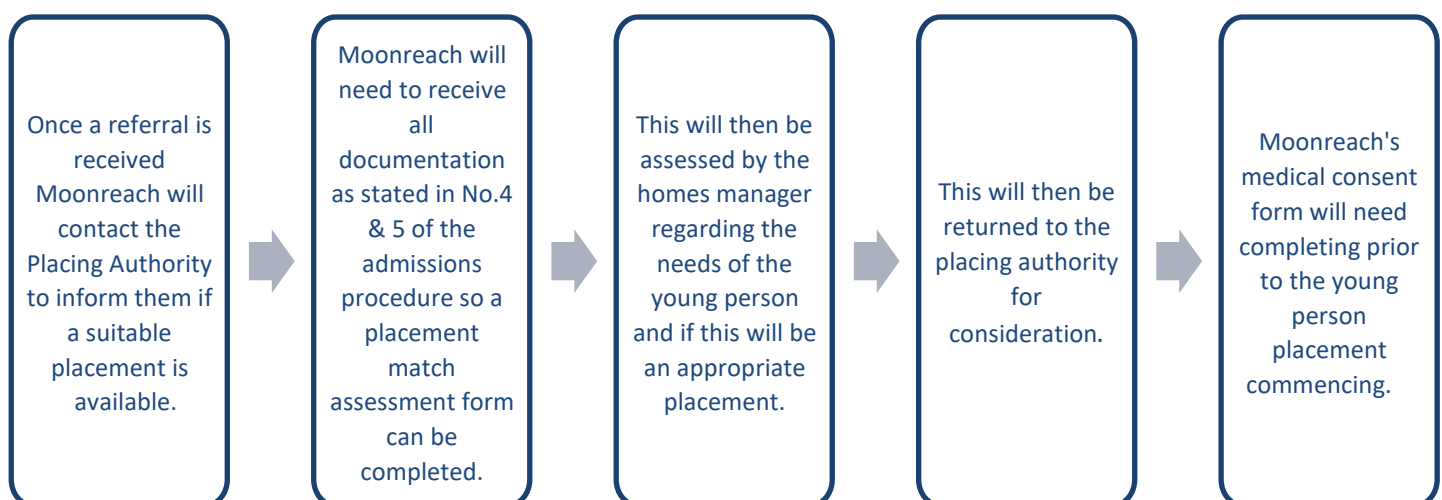 Once a referral is
received
Moonreach will
contact the
Placing Authority
to inform them if
a suitable
placement is
available.
Moonreach will
need to receive
all
documentation
as stated in No.4
& 5 of the
admissions
procedure so a
placement
match
assessment form
can be
completed.
This will then be
assessed by the
homes manager
regarding the
needs of the
young person
and if this will be
an appropriate
placement.
This will then be
returned to the
placing authority
for
consideration.
Moonreach's
medical consent
form will need
completing prior
to the young
person
placement
commencing.